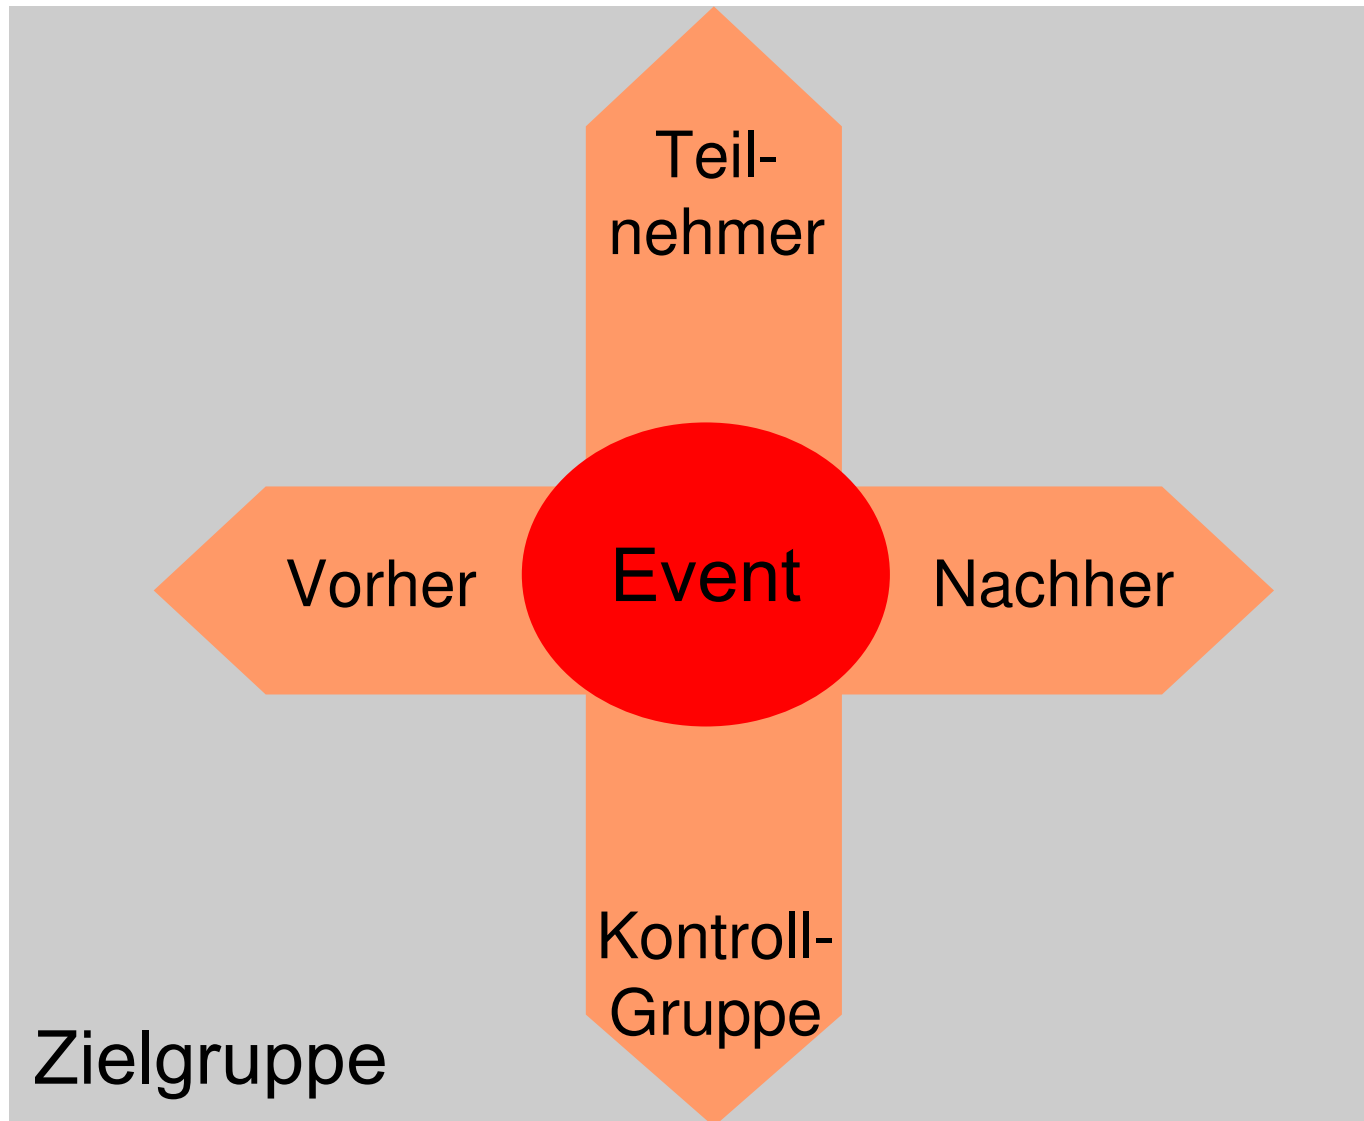 Teil-
nehmer
Vorher
Event
Nachher
Kontroll-
Gruppe
Zielgruppe